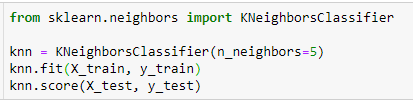 from sklearn.neighbors import KNeighborsClassifier
knn = KNeighborsClassifier(n_neighbors=5)
knn.fit(X_train, y_train)
knn.score(X_test, y_test)